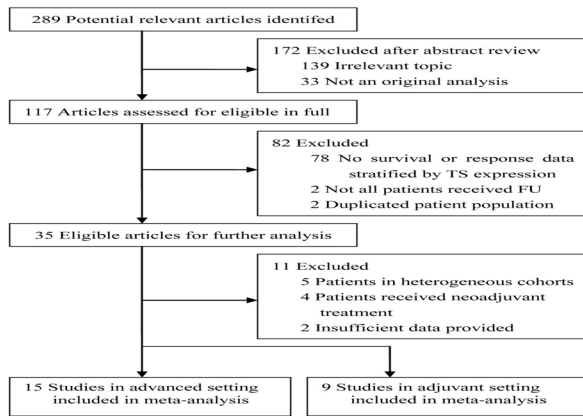 289 Potential relevant articles identifed
172 Excluded after abstract review
139 Irrelevant topic
33 Not an original analysis
117 Articles assessed for eligible in full
82 Excluded
78 No survival or response data
stratified by TS expression
2 Not all patients received FU
2 Duplicated patient population
35 Eligible articles for further analysis
11 Excluded
5 Patients in heterogeneous cohorts
4 Patients received neoadjuvant
treatment
2 Insufficient data provided
15 Studies in advanced setting
included in meta-analysis
9 Studies in adjuvant setting
included in meta-analysis